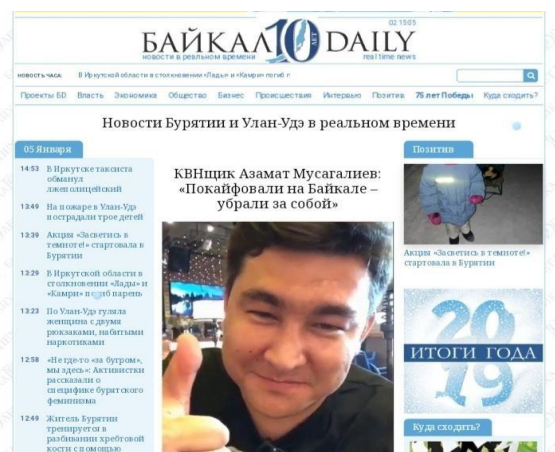 02 15:05
БАЙКАЛ 10 ЛЕТ DAILY
новости в реальном времени
real time news
НОВОСТЬ ЧАСА:
В Иркутской области в столкновении «Лады» и «Камри» погиб п
Проекты БD Власть Экономика Общество Бизнес Происшествия Интервью Позитив 75 лет Победы Куда сходить?
Новости Бурятии и Улан-Удэ в реальном времени
05 Января
14:53 В Иркутске таксиста
обманул
лжеполицейский
13:49 На пожаре в Улан-Удэ
пострадали трое детей
12:39 Акция «Засветись в
темноте!» стартовала в
Бурятии
13:29 В Иркутской области в
столкновении «Лады» и
«Камри» погиб парень
13:23 По Улан-Удэ гуляла
женщина с двумя
рюкзаками, набитыми
наркотиками
12:58 «Не где-то «за бугром»,
мы здесь»: Активистки
рассказали о
специфике бурятского
феминизма
12:49 Житель Бурятии
тренируется в
разбивании хребтовой
кости с помощью
КВНщик Азамат Мусагалиев:
«Покайфовали на Байкале –
убрали за собой»
Позитив
Акция «Засветись в темноте!»
стартовала в Бурятии
20
ИТОГИ ГОДА
19
Куда сходить?